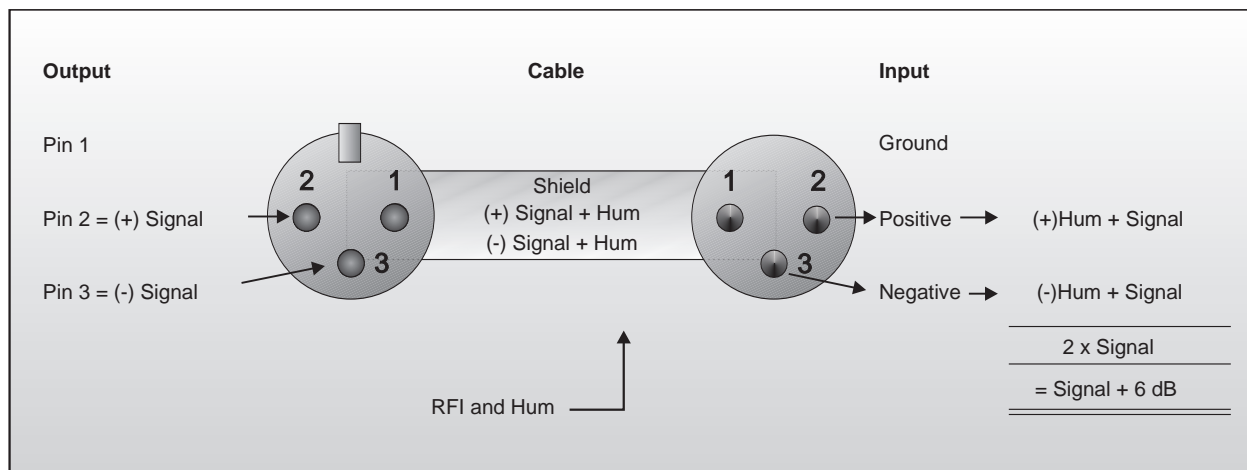 Output
Cable
Input
Pin 1
Ground
2
1
1
2
Shield
Pin 2 = (+) Signal
(+) Signal + Hum
Positive
(+)Hum + Signal
(-) Signal + Hum
3
3
Pin 3 = (-) Signal
Negative
(-)Hum + Signal
2 x Signal
= Signal + 6 dB
RFI and Hum